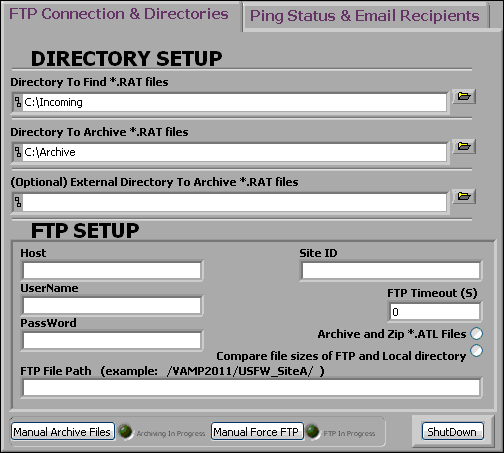 FTP Connection & Directories
Ping Status & Email Recipients
DIRECTORY SETUP
Directory To Find *.RAT files
C:\Incoming
Directory To Archive *.RAT files
C:\Archive
(Optional) External Directory To Archive *.RAT files
FTP SETUP
Host
Site ID
UserName
FTP Timeout (S)
0
PassWord
Archive and Zip *.ATL Files
Compare file sizes of FTP and Local directory
FTP File Path (example: /VAMP2011/USFW_SiteA/ )
Manual Archive Files
Archiving In Progress
Manual Force FTP
FTP In Progress
ShutDown